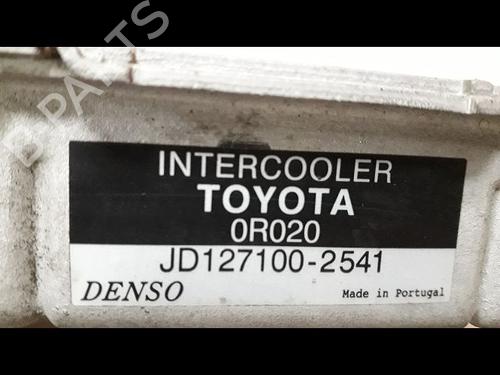 B-PARTS
INTERCOOLER
TOYOTA
0R020
JD127100-2541
DENSO
Made in Portugal